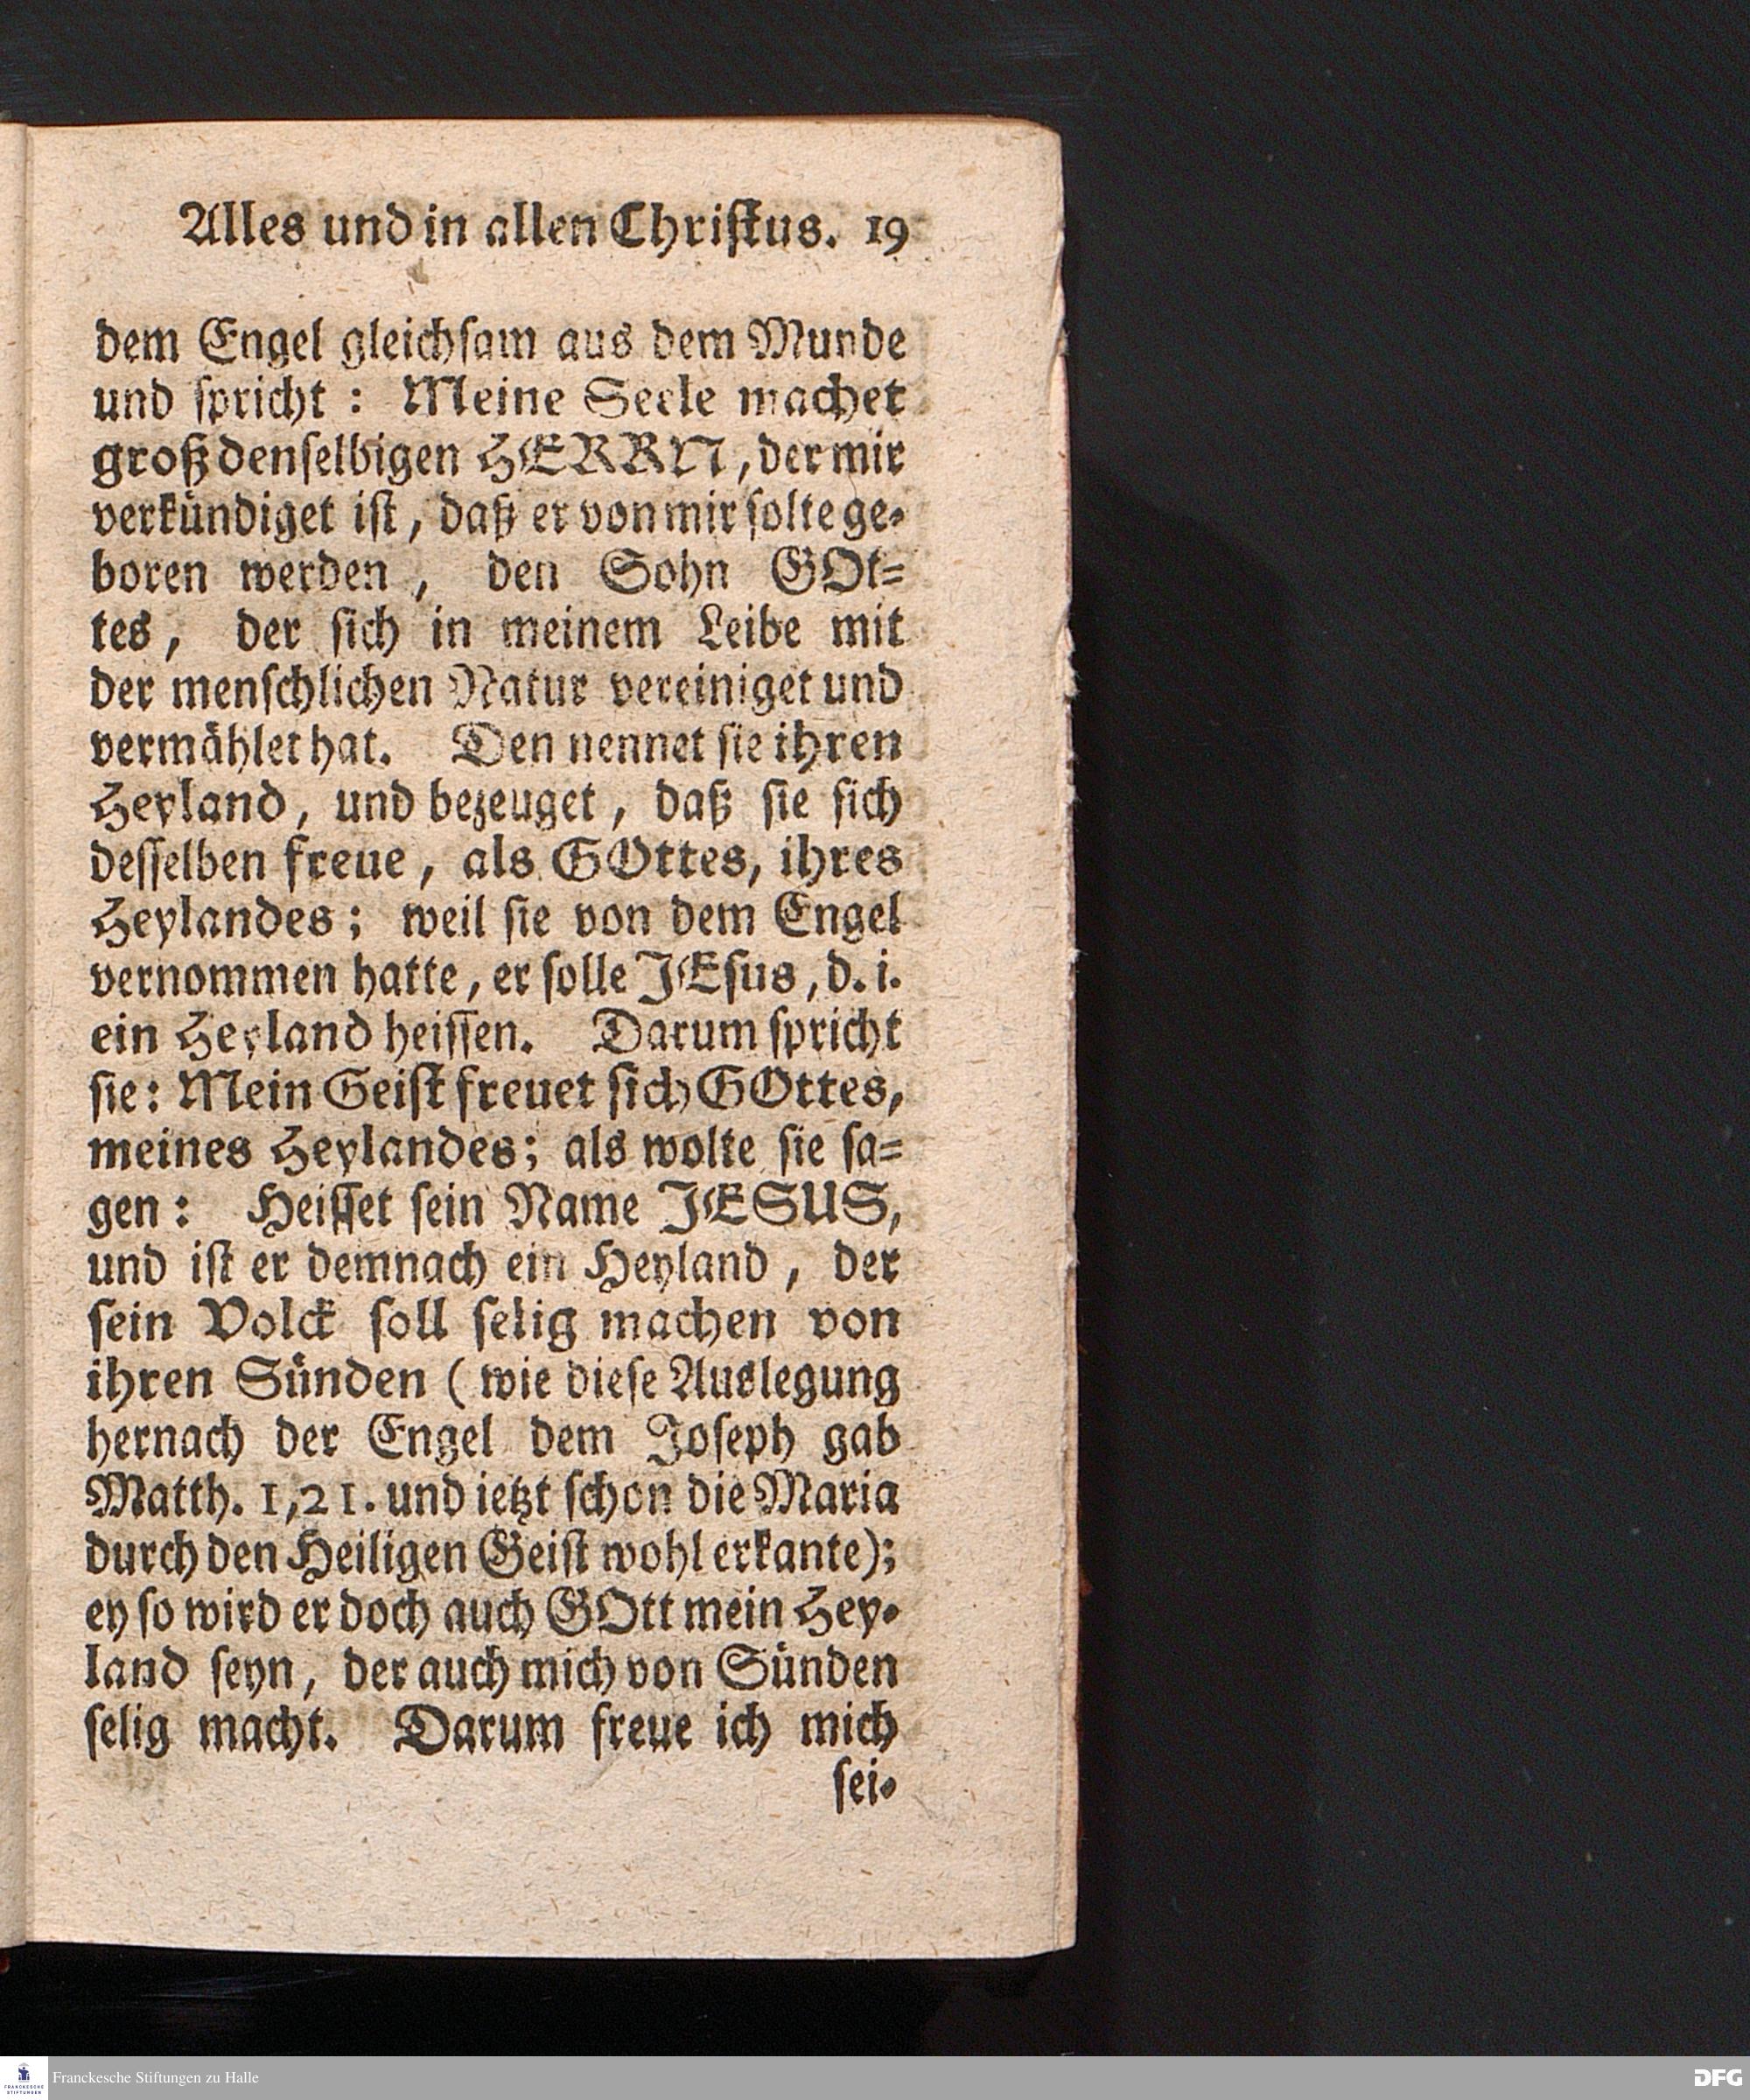 Alles und in allen Christus. 19
dem Engel gleichsam aus dem Munde
und spricht: Meine Seele machet
groß denselbigen HERRN, der mir
verkündiget ist, daß er von mir solte ge-
boren werden, den Sohn GOt-
tes, der sich in meinem Leibe mit
der menschlichen Natur vereiniget und
vermählet hat. Den nennet sie ihren
Heyland, und bezeuget, daß sie sich
desselben freue, als GOttes, ihres
Heylandes; weil sie von dem Engel
vernommen hatte, er solle JEsus, d. i.
ein Heyland heissen. Darum spricht
sie: Mein Geist freuet sich GOttes,
meines Heylandes; als wolte sie sa-
gen: Heisset sein Name JESUS,
und ist er demnach ein Heyland, der
sein Volck soll selig machen von
ihren Sünden (wie diese Auslegung
hernach der Engel dem Joseph gab
Matth. 1,21. und ietzt schon die Maria
durch den Heiligen Geist wohl erkante);
ey so wird er doch auch GOtt mein Hey-
land seyn, der auch mich von Sünden
selig macht. Darum freue ich mich
sei-
FRANCKESCHE
STIFTUNGEN
Franckesche Stiftungen zu Halle
DFG